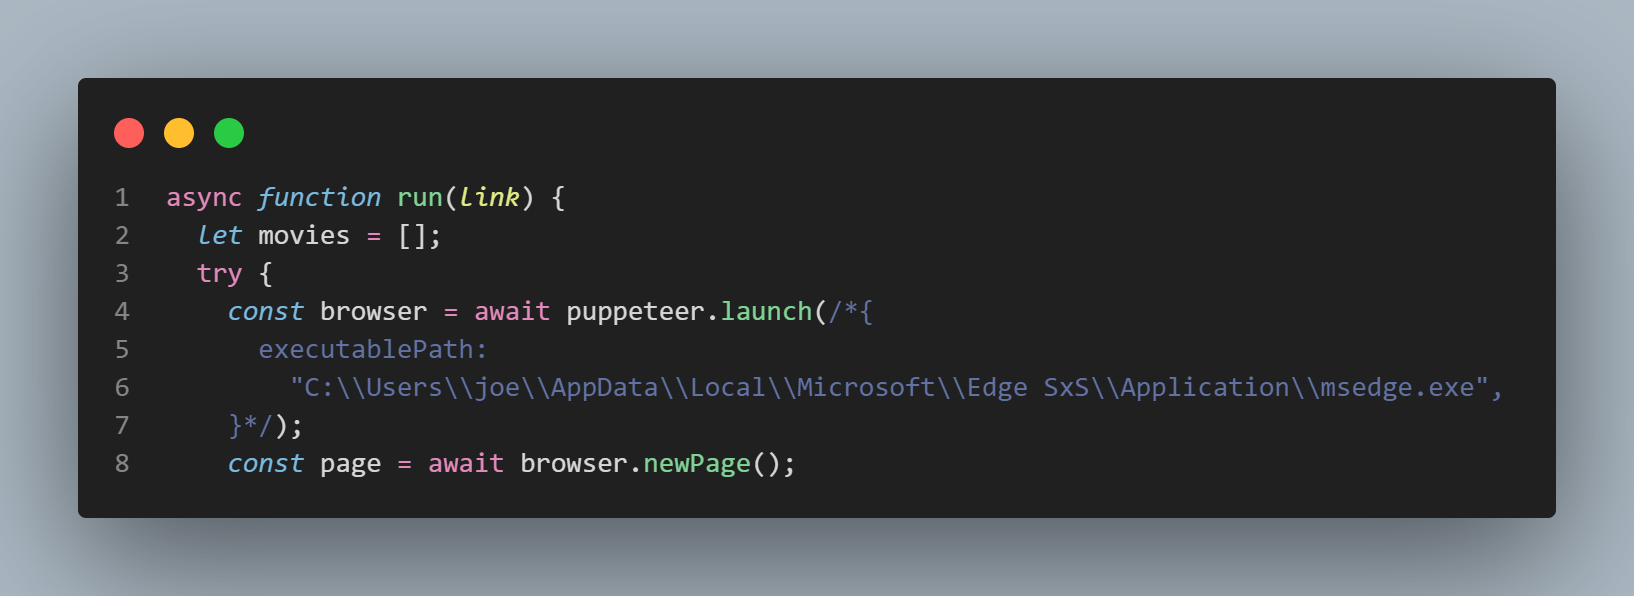 1 async function run(link) {
2 let movies = [];
3 try {
4 const browser = await puppeteer.launch(/*{
5 executablePath:
6 "C:\\Users\\joe\\AppData\\Local\\Microsoft\\Edge SxS\\Application\\msedge.exe",
7 }*/);
8 const page = await browser.newPage();